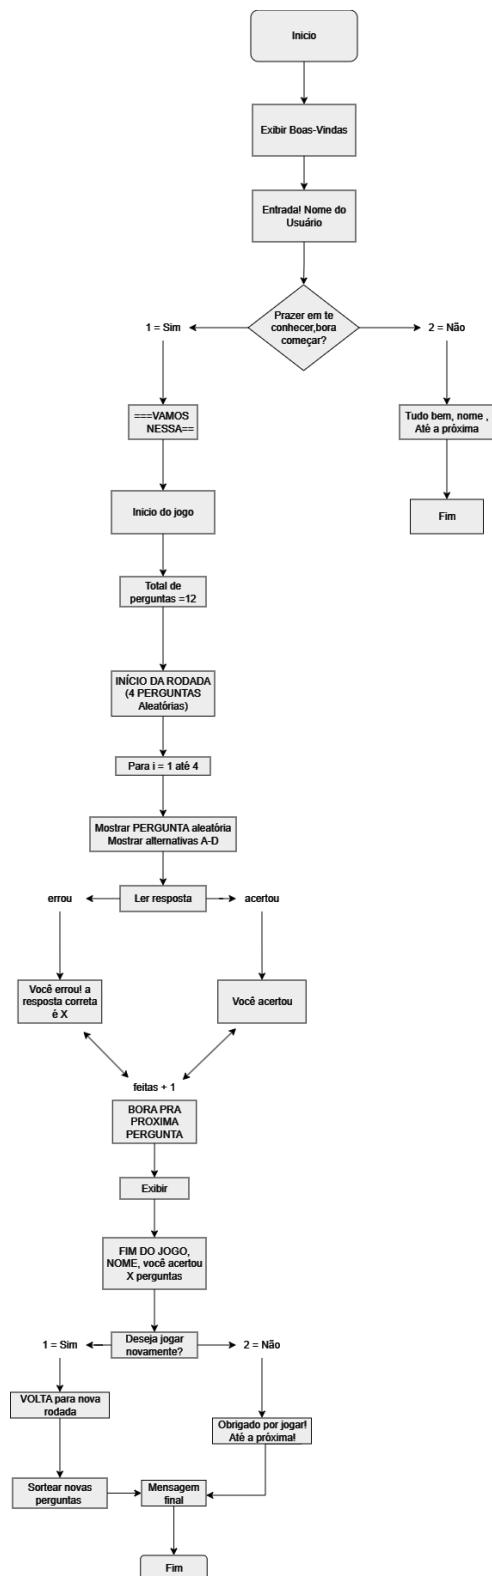 Inicio
Exibir Boas-Vindas
Entrada! Nome do
Usuário
Prazer em te
conhecer,bora
começar?
1 = Sim
2 = Não
===VAMOS
NESSA==
Tudo bem, nome ,
Até a próxima
Inicio do jogo
Fim
Total de
perguntas =12
INÍCIO DA RODADA
(4 PERGUNTAS
Aleatórias)
Para i = 1 até 4
Mostrar PERGUNTA aleatória
Mostrar alternativas A-D
errou
Ler resposta
acertou
Você errou! a
resposta correta
é X
Você acertou
feitas + 1
BORA PRA
PROXIMA
PERGUNTA
Exibir
FIM DO JOGO,
NOME, você acertou
X perguntas
1 = Sim
Deseja jogar
novamente?
2 = Não
VOLTA para nova
rodada
Obrigado por jogar!
Até a próxima!
Sortear novas
perguntas
Mensagem
final
Fim